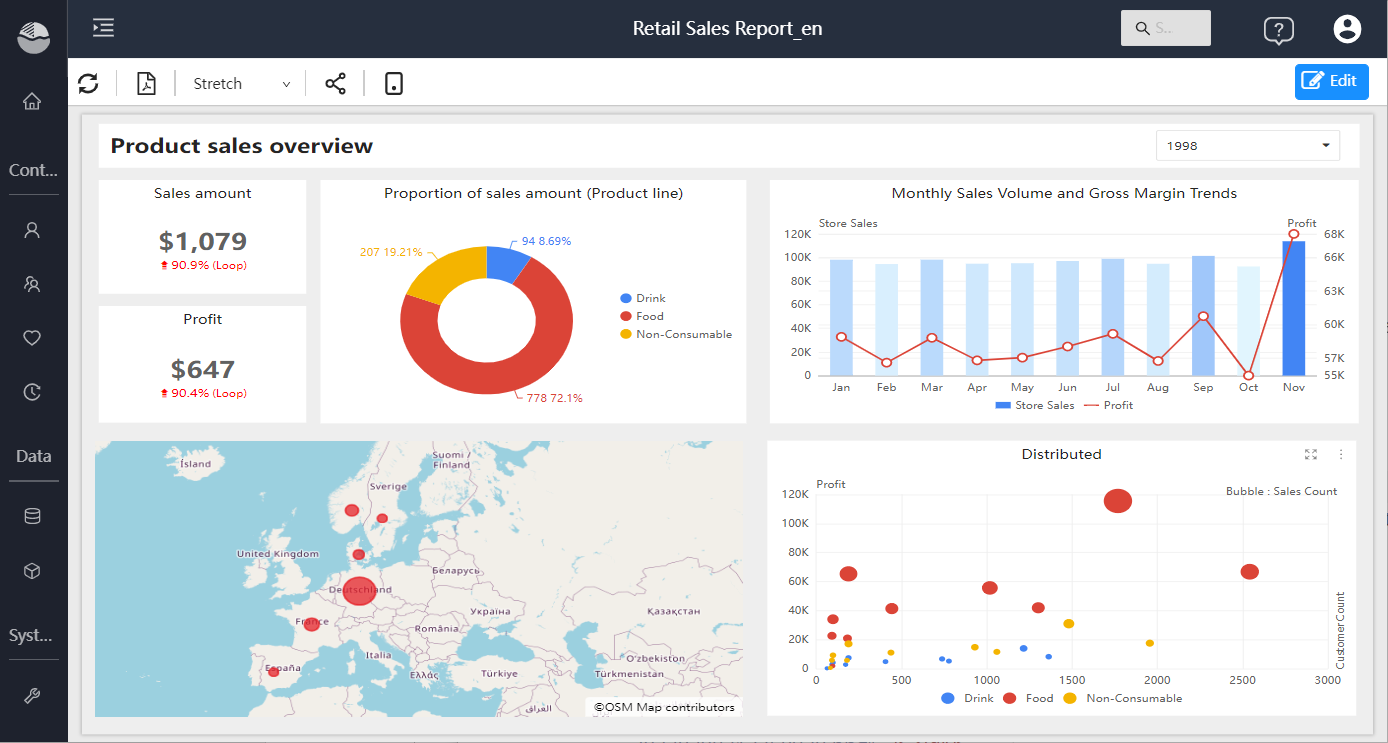 Retail Sales Report_en
S...
?
Cont...
Data
Syst...
Stretch
Edit
Product sales overview
1998
Sales amount
$1,079
90.9% (Loop)
Profit
$647
90.4% (Loop)
Proportion of sales amount (Product line)
207 19.21%
94 8.69%
778 72.1%
Drink
Food
Non-Consumable
Monthly Sales Volume and Gross Margin Trends
Store Sales
Profit
120K
100K
80K
60K
40K
20K
0
68K
66K
63K
60K
57K
55K
Jan Feb Mar Apr May Jun Jul Aug Sep Oct Nov
Store Sales Profit
Ísland
Suomi /
Finland
Sverige
United Kingdom
Беларусь
Deutschland
Україна
Қазақстан
France
România
Italia
España
Ελλάς
Türkiye
O'zbekiston
Türkmenistan
العراق
©OSM Map contributors
Distributed
Profit
Bubble : Sales Count
120K
100K
80K
60K
40K
20K
0
0 500 1000 1500 2000 2500 3000
Customer Count
Drink Food Non-Consumable